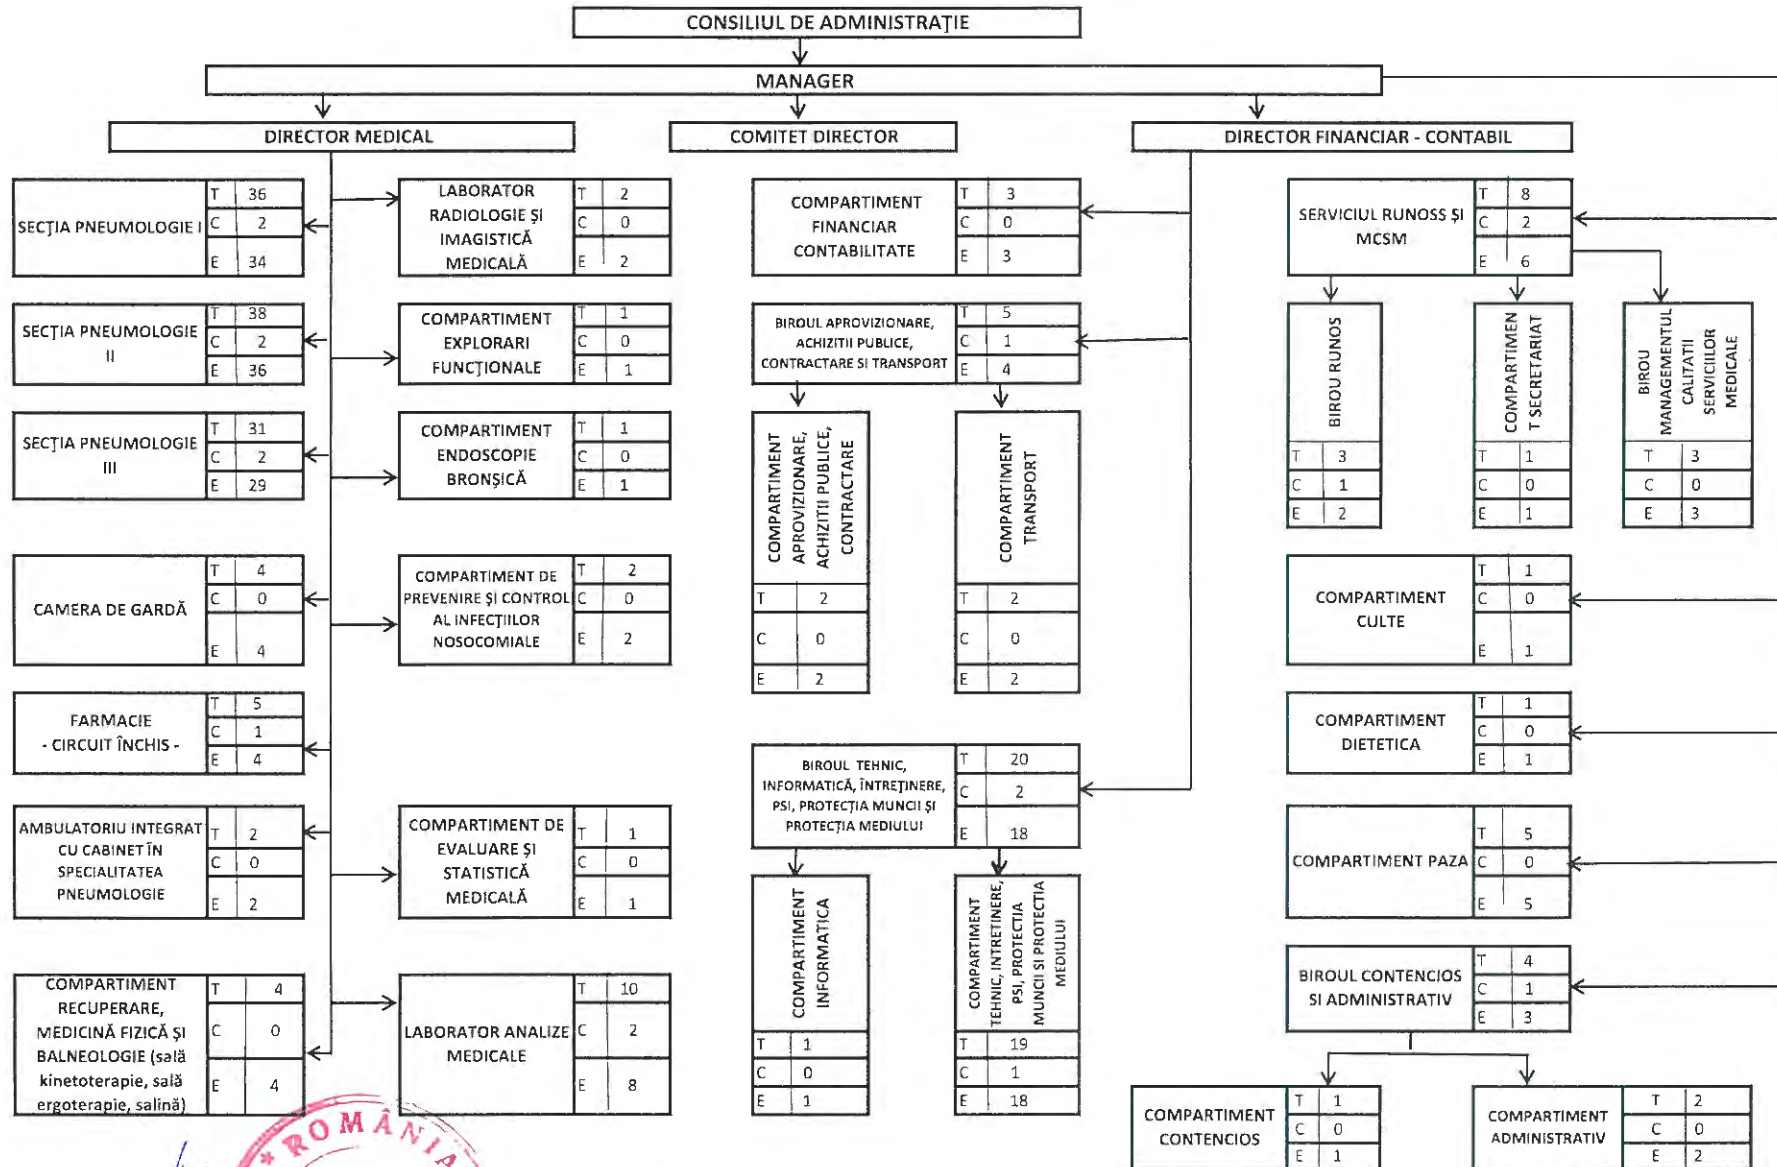 CONSILIUL DE ADMINISTRAȚIE
MANAGER
DIRECTOR MEDICAL
COMITET DIRECTOR
DIRECTOR FINANCIAR - CONTABIL
SECȚIA PNEUMOLOGIE I
T 36
C 2
E 34
LABORATOR
RADIOLOGIE ȘI
IMAGISTICĂ
MEDICALĂ
T 2
C 0
E 2
COMPARTIMENT
FINANCIAR
CONTABILITATE
T 3
C 0
E 3
SERVICIUL RUNOSS ȘI
MCSM
T 8
C 2
E 6
SECȚIA PNEUMOLOGIE
II
T 38
C 2
E 36
COMPARTIMENT
EXPLORARI
FUNCȚIONALE
T 1
C 0
E 1
BIROUL APROVIZIONARE,
ACHIZITII PUBLICE,
CONTRACTARE SI TRANSPORT
T 5
C 1
E 4
BIROU RUNOS
T 3
C 1
E 2
COMPARTIMEN
T SECRETARIAT
T 1
C 0
E 1
BIROU
MANAGEMENTUL
CALITATII
SERVICIILOR
MEDICALE
T 3
C 0
E 3
SECȚIA PNEUMOLOGIE
III
T 31
C 2
E 29
COMPARTIMENT
ENDOSCOPIE
BRONȘICĂ
T 1
C 0
E 1
COMPARTIMENT
APROVIZIONARE,
ACHIZITII PUBLICE,
CONTRACTARE
T 2
C 0
E 2
COMPARTIMENT
TRANSPORT
T 2
C 0
E 2
CAMERA DE GARDĂ
T 4
C 0
E 4
COMPARTIMENT DE
PREVENIRE ȘI CONTROL
AL INFECȚIILOR
NOSOCOMIALE
T 2
C 0
E 2
COMPARTIMENT
CULTE
T 1
C 0
E 1
FARMACIE
- CIRCUIT ÎNCHIS -
T 5
C 1
E 4
COMPARTIMENT
DIETETICA
T 1
C 0
E 1
BIROUL TEHNIC,
INFORMATICĂ, ÎNTREȚINERE,
PSI, PROTECȚIA MUNCII ȘI
PROTECȚIA MEDIULUI
T 20
C 2
E 18
AMBULATORIU INTEGRAT
CU CABINET ÎN
SPECIALITATEA
PNEUMOLOGIE
T 2
C 0
E 2
COMPARTIMENT DE
EVALUARE ȘI
STATISTICĂ
MEDICALĂ
T 1
C 0
E 1
COMPARTIMENT PAZA
T 5
C 0
E 5
COMPARTIMENT
INFORMATICA
T 1
C 0
E 1
COMPARTIMENT
TEHNIC, INTRETINERE,
PSI, PROTECTIA
MUNCII SI PROTECTIA
MEDIULUI
T 19
C 1
E 18
BIROUL CONTENCIOS
SI ADMINISTRATIV
T 4
C 1
E 3
COMPARTIMENT
RECUPERARE,
MEDICINĂ FIZICĂ ȘI
BALNEOLOGIE (sală
kinetoterapie, sală
ergoterapie, salină)
T 4
C 0
E 4
LABORATOR ANALIZE
MEDICALE
T 10
C 2
E 8
COMPARTIMENT
CONTENCIOS
T 1
C 0
E 1
COMPARTIMENT
ADMINISTRATIV
T 2
C 0
E 2
* ROMÂNIA